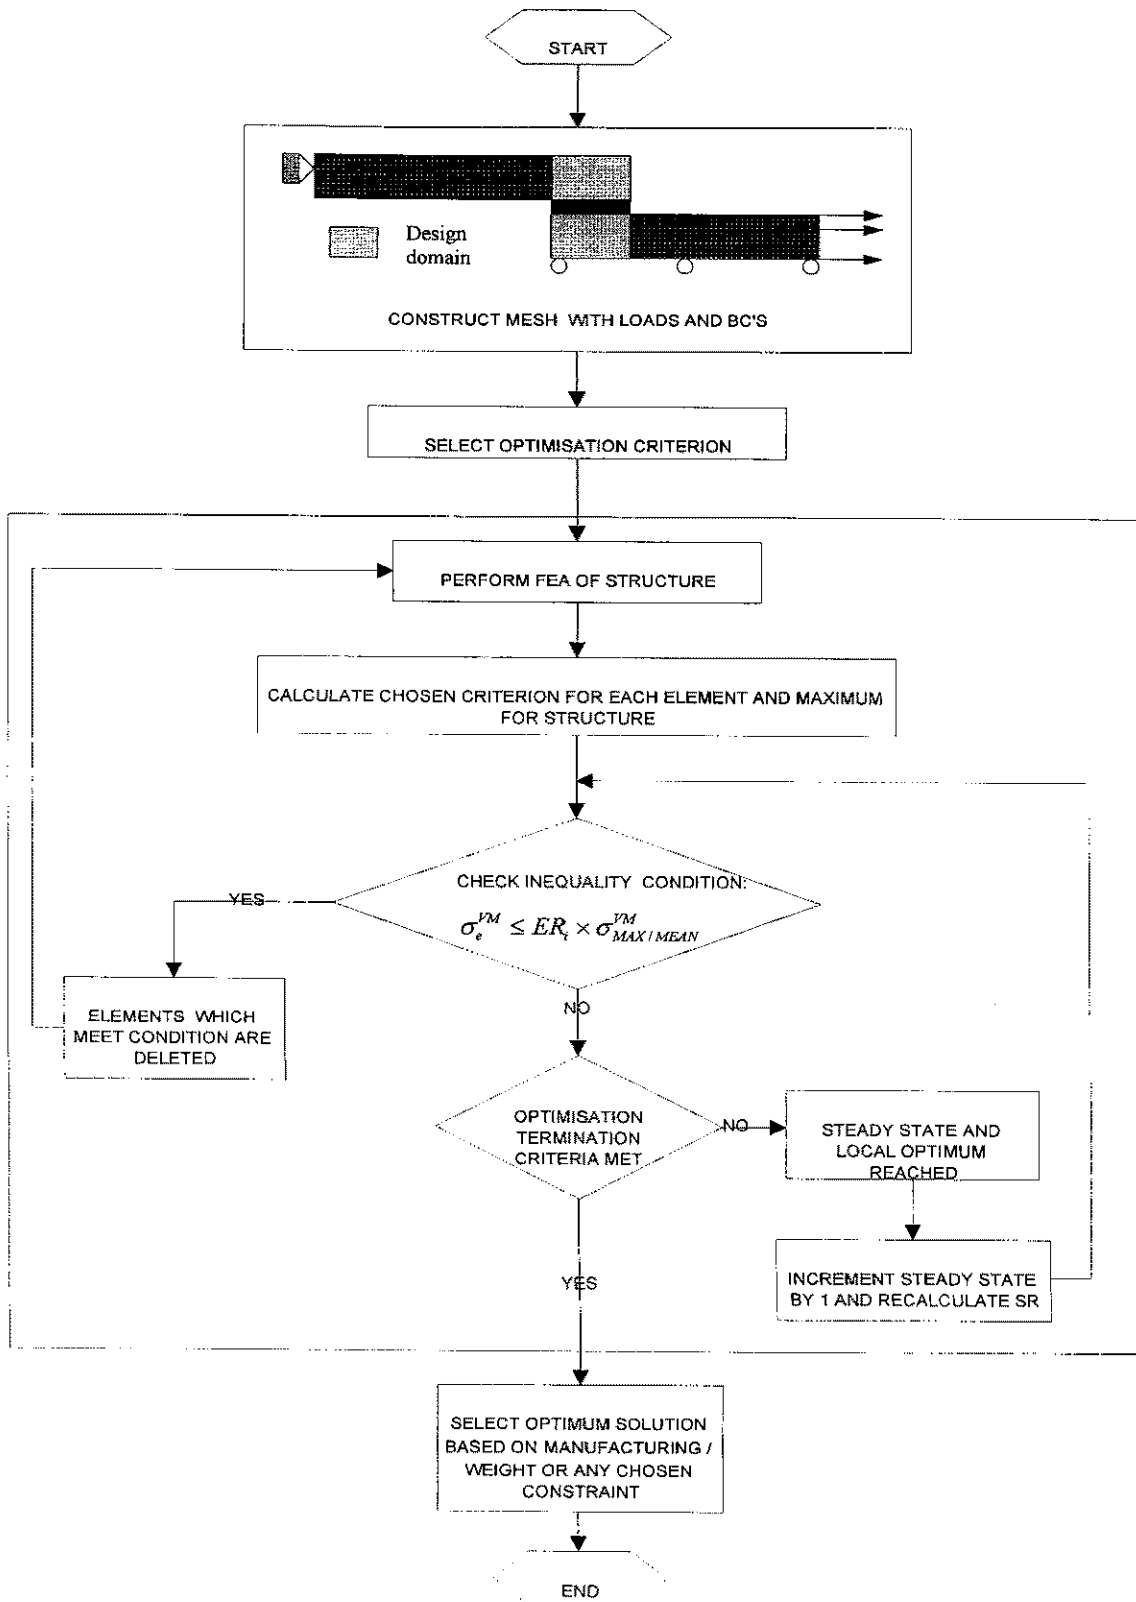 START
Design
domain
CONSTRUCT MESH WITH LOADS AND BC'S
SELECT OPTIMISATION CRITERION
PERFORM FEA OF STRUCTURE
CALCULATE CHOSEN CRITERION FOR EACH ELEMENT AND MAXIMUM
FOR STRUCTURE
CHECK INEQUALITY CONDITION:
σ_e^{VM} ≤ ER_i × σ_{MAX/MEAN}^{VM}
YES
ELEMENTS WHICH
MEET CONDITION ARE
DELETED
NO
OPTIMISATION
TERMINATION
CRITERIA MET
NO
STEADY STATE AND
LOCAL OPTIMUM
REACHED
INCREMENT STEADY STATE
BY 1 AND RECALCULATE SR
YES
SELECT OPTIMUM SOLUTION
BASED ON MANUFACTURING /
WEIGHT OR ANY CHOSEN
CONSTRAINT
END